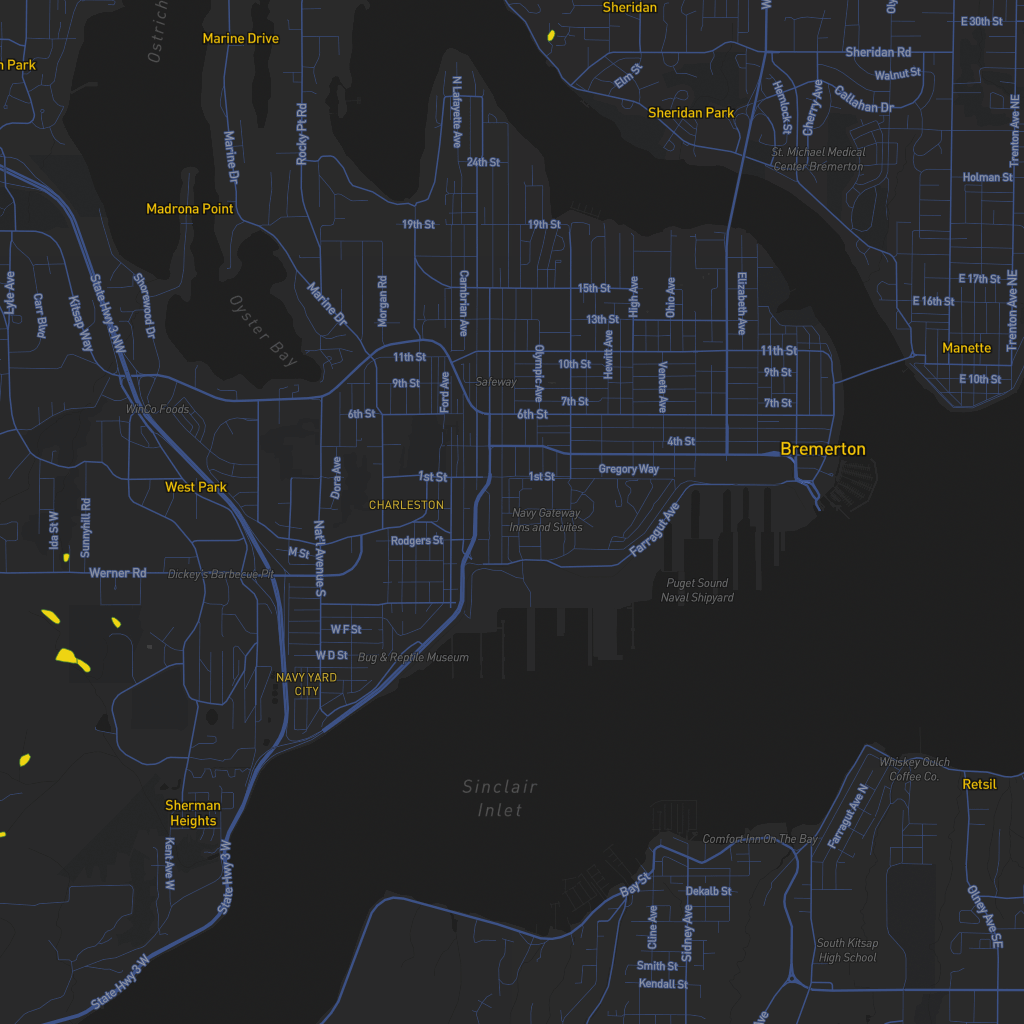 Sheridan
Marine Drive
Ostrich
E 30th St
Sheridan Rd
n Park
N Lafayette Ave
Elm St
Walnut St
Callahan Dr
Cherry Ave
Hemlock St
Sheridan Park
Rocky Pt Rd
Marine Dr
Trenton Ave NE
St. Michael Medical
Center Bremerton
24th St
Holman St
Madrona Point
19th St
19th St
Lyle Ave
Carr Blvg
Kitsap Way
State Hwy 3 NW
Shorewood Dr
Oyster Bay
Marine Dr
Morgan Rd
Cambrian Ave
15th St
High Ave
Ohio Ave
Elizabeth Ave
E 17th St
E 16th St
Trenton Ave NE
13th St
Hewitt Ave
11th St
11th St
Manette
10th St
9th St
E 10th St
9th St
Ford Ave
Safeway
Olympic Ave
Veneta Ave
7th St
7th St
WinCo Foods
6th St
6th St
4th St
Bremerton
Dora Ave
1st St
1st St
Gregory Way
West Park
CHARLESTON
Navy Gateway
Inns and Suites
Farragut Ave
Ida St W
Sunnyhill Rd
Nat'l Avenue S
M St
Rodgers St
Werner Rd
Dickey's Barbecue Pit
Puget Sound
Naval Shipyard
W F St
W D St
Bug & Reptile Museum
NAVY YARD
CITY
Sinclair
Inlet
Whiskey Gulch
Coffee Co.
Retsil
Sherman
Heights
Farragut Ave N
Comfort Inn On The Bay
Kent Ave W
State Hwy 3 W
Bay St
Dekalb St
Cline Ave
Sidney Ave
Olney Ave SE
South Kitsap
High School
Smith St
Kendall St
State Hwy 3 W
Ave